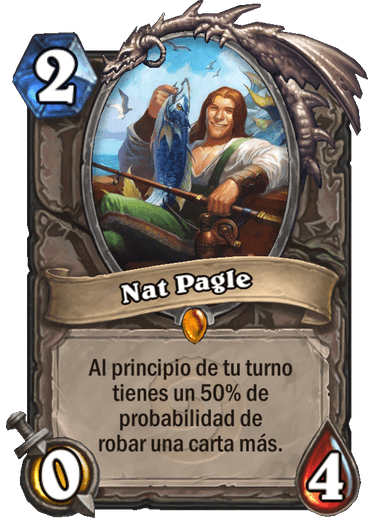 2
Nat Pagle
Al principio de tu turno
tienes un 50% de
probabilidad de
robar una carta más.
0
4